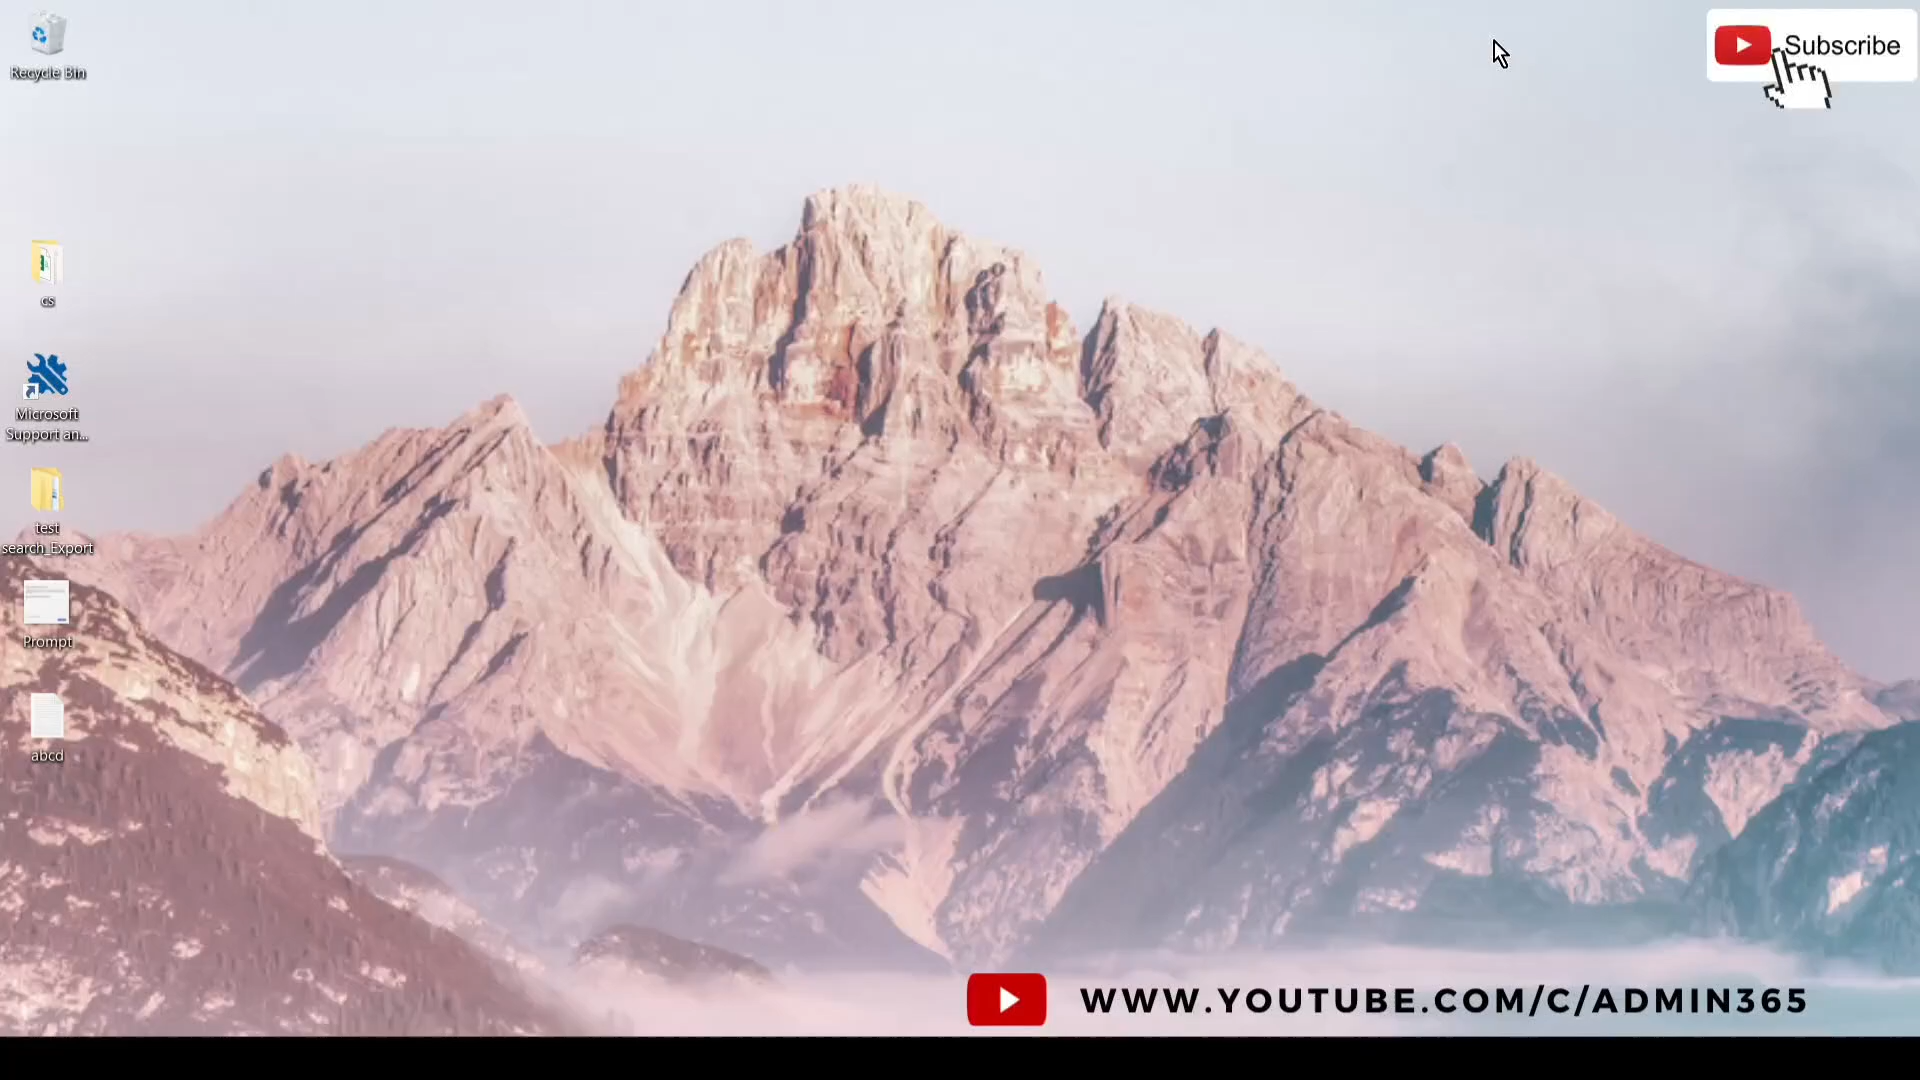 Recycle Bin
Subscribe
cs
Microsoft
Support an...
test
search_Export
Prompt
abcd
WWW.YOUTUBE.COM/C/ADMIN365